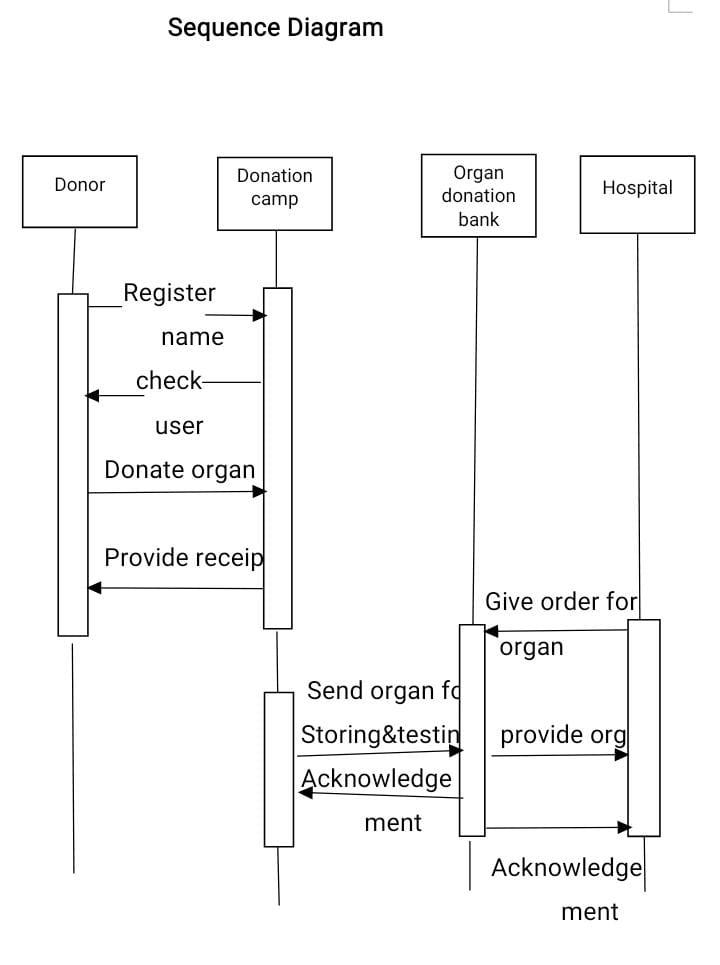 Sequence Diagram
Donor
Donation
camp
Organ
donation
bank
Hospital
Register
name
check
user
Donate organ
Provide receip
Give order for
organ
Send organ fo
Storing&testin
provide org
Acknowledge
ment
Acknowledge
ment